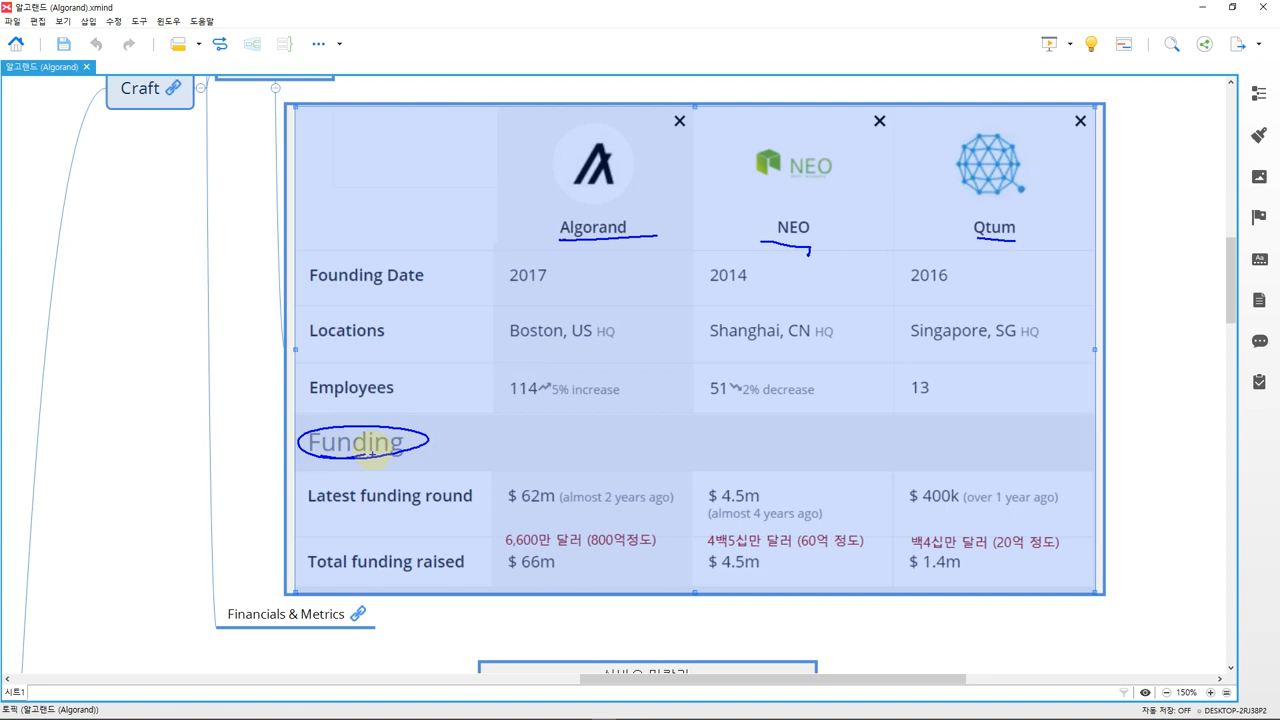 알고랜드 (Algorand).xmind
파일 편집 보기 삽입 수정 도구 윈도우 도움말
알고랜드 (Algorand)
Craft
NEO
Algorand NEO Qtum
Founding Date 2017 2014 2016
Locations Boston, US HQ Shanghai, CN HQ Singapore, SG HQ
Employees 114 5% increase 51 2% decrease 13
Funding
Latest funding round $ 62m (almost 2 years ago) $ 4.5m (almost 4 years ago) $ 400k (over 1 year ago)
6,600만 달러 (800억정도) 4백5십만 달러 (60억 정도) 백4십만 달러 (20억 정도)
Total funding raised $ 66m $ 4.5m $ 1.4m
Financials & Metrics
시트1
150%
토픽 (알고랜드 (Algorand))
자동 저장: OFF DESKTOP-2RJ38P2